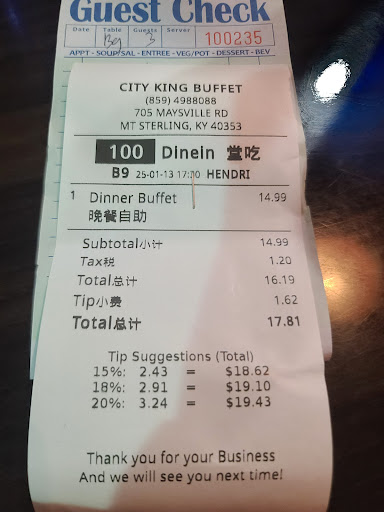 Guest Check
Date Table Guests Server
B9 3 100235
APPT - SOUP/SAL - ENTREE - VEG/POT - DESSERT - BEV
CITY KING BUFFET
(859) 4988088
705 MAYSVILLE RD
MT STERLING, KY 40353
100 Dinein 堂吃
B9 25-01-13 HENDRI
1 Dinner Buffet 14.99
晚餐自助
Subtotal小计 14.99
Tax税 1.20
Total总计 16.19
Tip小费 1.62
Total总计 17.81
Tip Suggestions (Total)
15%: 2.43 = $18.62
18%: 2.91 = $19.10
20%: 3.24 = $19.43
Thank you for your Business
And we will see you next time!